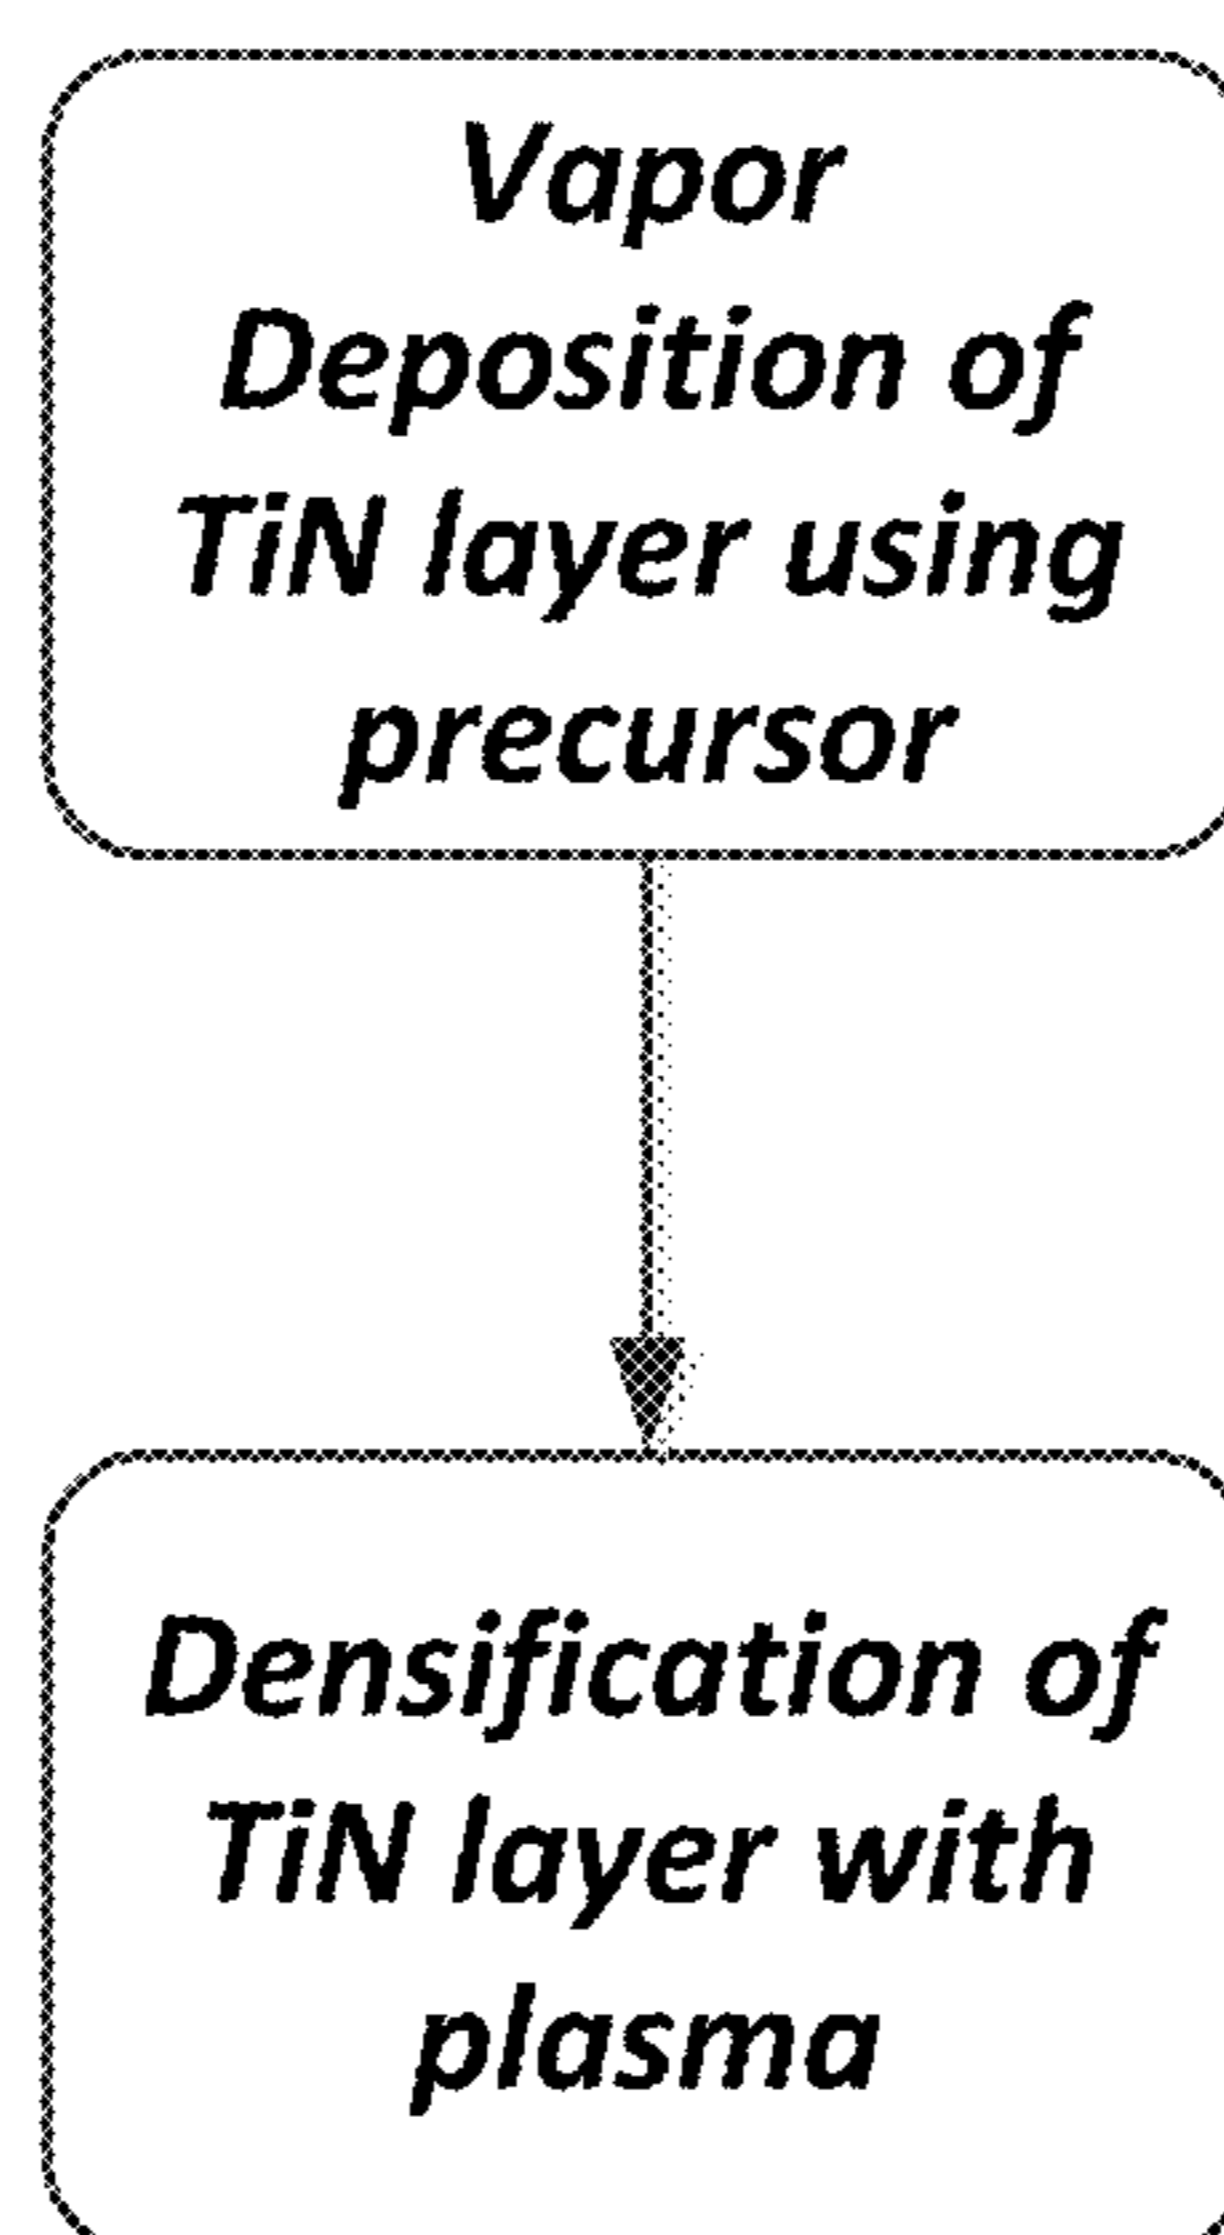 Vapor
Deposition of
TiN layer using
precursor
Densification of
TiN layer with
plasma